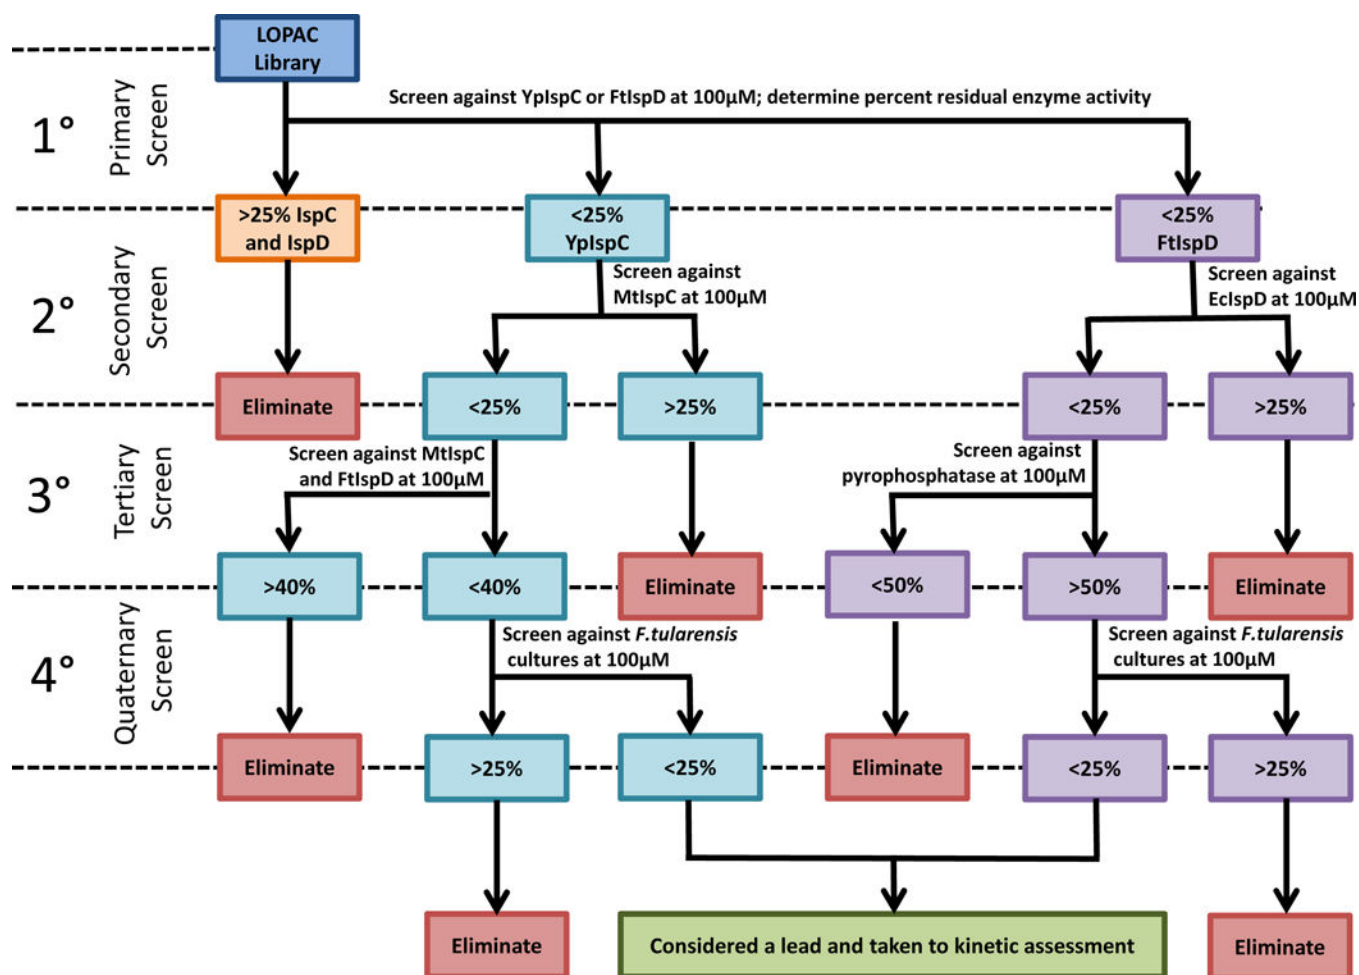 LOPAC
Library
Screen against YpIspC or FtIspD at 100µM; determine percent residual enzyme activity
1°
Primary
Screen
>25% IspC
and IspD
<25%
YpIspC
<25%
FtIspD
Screen against
MtIspC at 100µM
Screen against
EcIspD at 100µM
2°
Secondary
Screen
Eliminate
<25%
>25%
<25%
>25%
Screen against MtIspC
and FtIspD at 100µM
Screen against
pyrophosphatase at 100µM
3°
Tertiary
Screen
>40%
<40%
Eliminate
<50%
>50%
Eliminate
Screen against F.tularensis
cultures at 100µM
Screen against F.tularensis
cultures at 100µM
4°
Quaternary
Screen
Eliminate
>25%
<25%
Eliminate
<25%
>25%
Eliminate
Considered a lead and taken to kinetic assessment
Eliminate